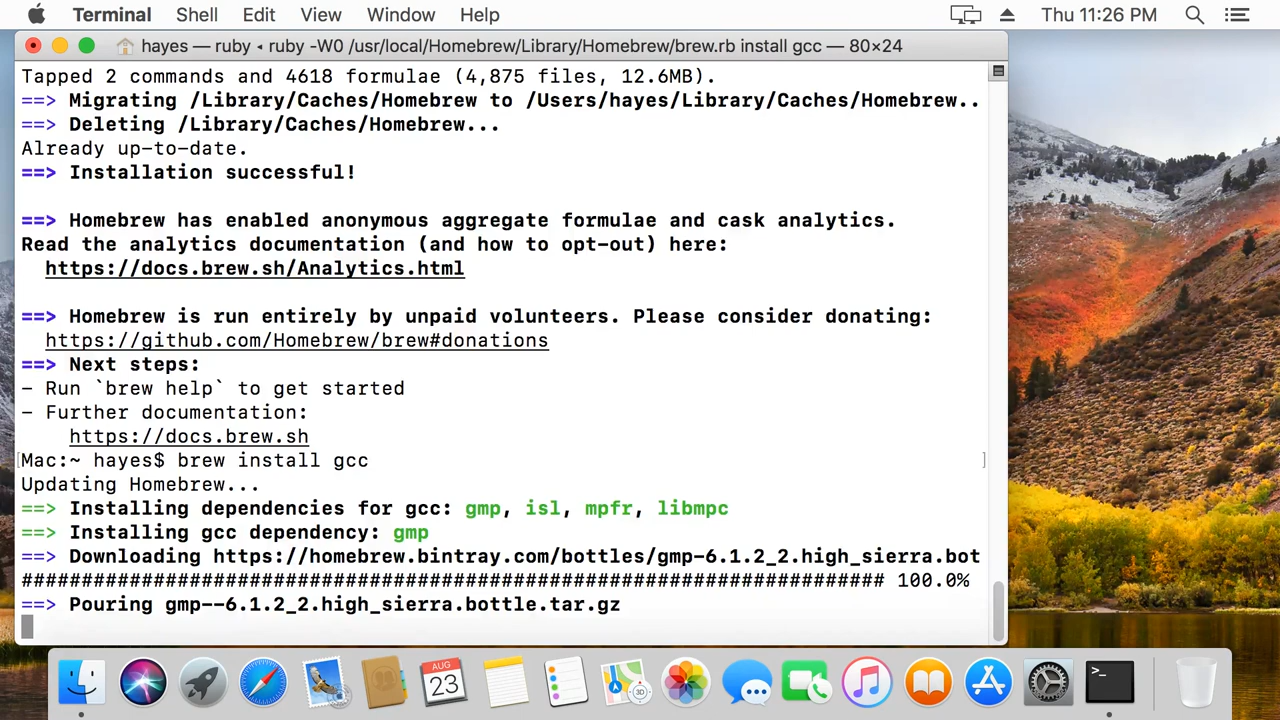 Terminal Shell Edit View Window Help Thu 11:26 PM
hayes — ruby ◂ ruby -W0 /usr/local/Homebrew/Library/Homebrew/brew.rb install gcc — 80×24
Tapped 2 commands and 4618 formulae (4,875 files, 12.6MB).
==> Migrating /Library/Caches/Homebrew to /Users/hayes/Library/Caches/Homebrew..
==> Deleting /Library/Caches/Homebrew...
Already up-to-date.
==> Installation successful!
==> Homebrew has enabled anonymous aggregate formulae and cask analytics.
Read the analytics documentation (and how to opt-out) here:
https://docs.brew.sh/Analytics.html
==> Homebrew is run entirely by unpaid volunteers. Please consider donating:
https://github.com/Homebrew/brew#donations
==> Next steps:
- Run `brew help` to get started
- Further documentation:
https://docs.brew.sh
[Mac:~ hayes$ brew install gcc ]
Updating Homebrew...
==> Installing dependencies for gcc: gmp, isl, mpfr, libmpc
==> Installing gcc dependency: gmp
==> Downloading https://homebrew.bintray.com/bottles/gmp-6.1.2_2.high_sierra.bot
######################################################################## 100.0%
==> Pouring gmp--6.1.2_2.high_sierra.bottle.tar.gz
AUG
23
3D
>_